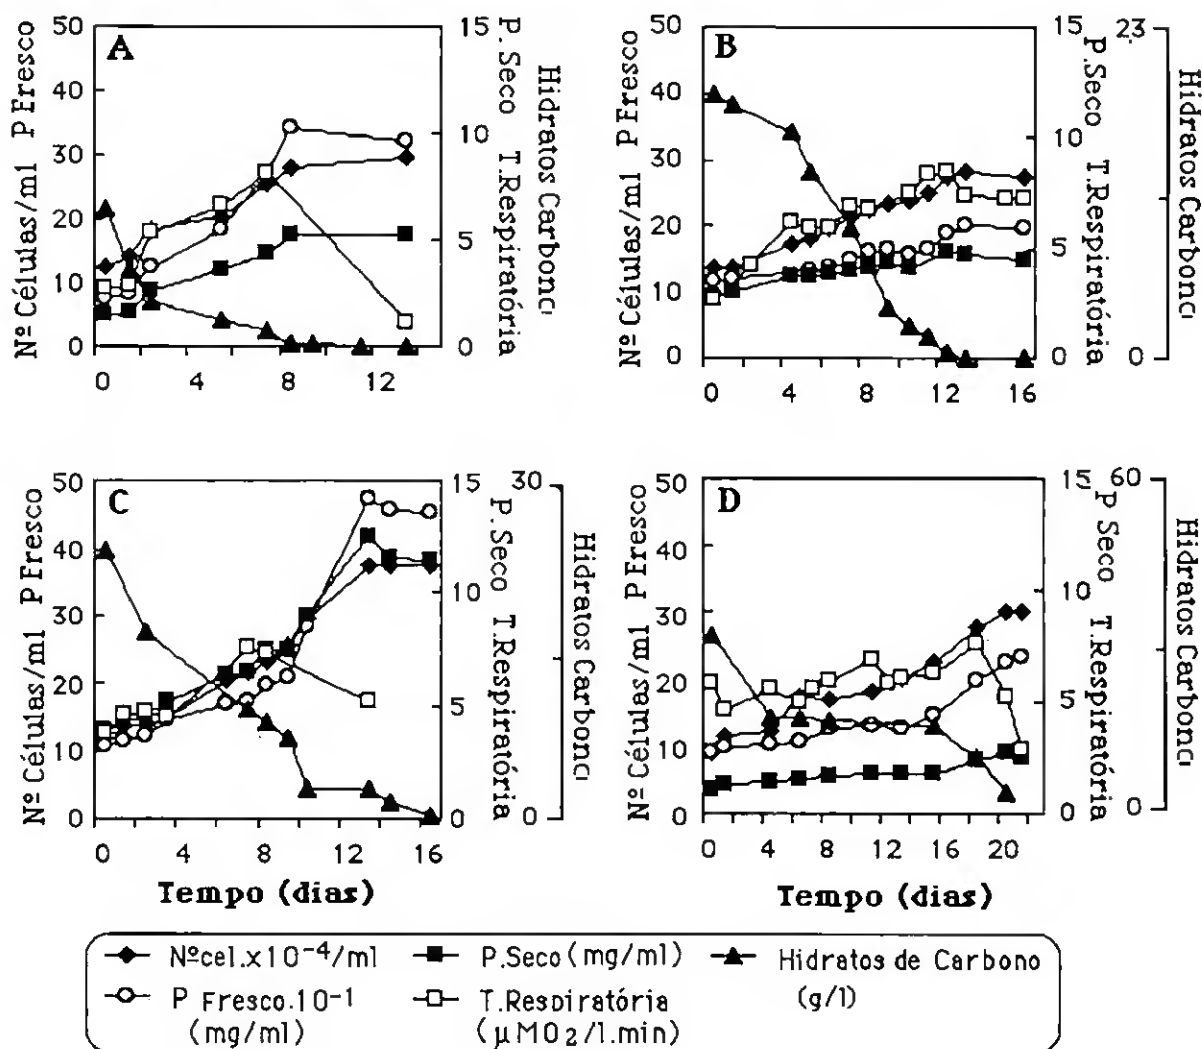 A
50
40
30
20
10
0
Nº Células/ml P Fresco
0 4 8 12
15
10
5
0
P. Seco T.Respiratória
Hidratos Carbono
B
50
40
30
20
10
0
Nº Células/ml P Fresco
0 4 8 12 16
15
10
5
0
P.Seco T.Respiratória
23
0
Hidratos Carbono
C
50
40
30
20
10
0
Nº Células/ml P Fresco
0 4 8 12 16
Tempo (dias)
15
10
5
0
P.Seco T.Respiratória
30
0
Hidratos Carbono
D
50
40
30
20
10
0
Nº Células/ml P Fresco
0 4 8 12 16 20
Tempo (dias)
15
10
5
0
P Seco T.Respiratória
60
0
Hidratos Carbono
Nºcel.x10⁻⁴/ml
P.Seco (mg/ml)
Hidratos de Carbono
(g/l)
P Fresco.10⁻¹
(mg/ml)
T.Respiratória
(µMO₂/l.min)